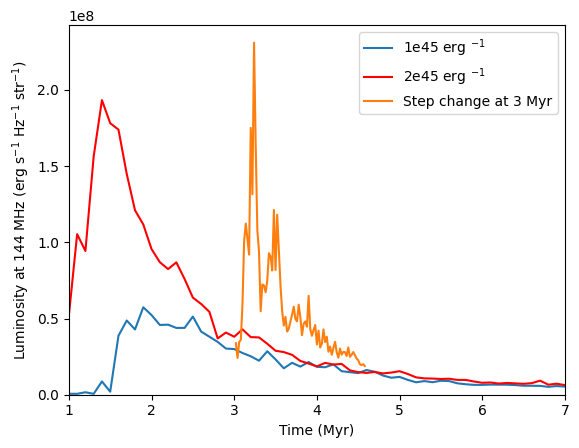 1e8
Luminosity at 144 MHz (erg s⁻¹ Hz⁻¹ str⁻¹)
1e45 erg ⁻¹
2e45 erg ⁻¹
Step change at 3 Myr
2.0
1.5
1.0
0.5
0.0
1 2 3 4 5 6 7
Time (Myr)